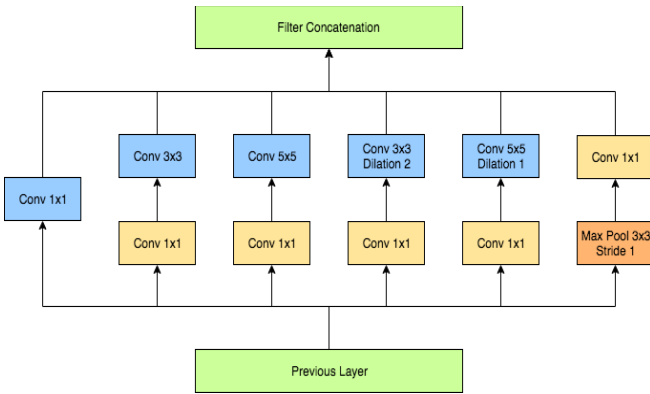 Filter Concatenation
Conv 3x3
Conv 5x5
Conv 3x3
Dilation 2
Conv 5x5
Dilation 1
Conv 1x1
Conv 1x1
Conv 1x1
Conv 1x1
Conv 1x1
Conv 1x1
Max Pool 3x3
Stride 1
Previous Layer